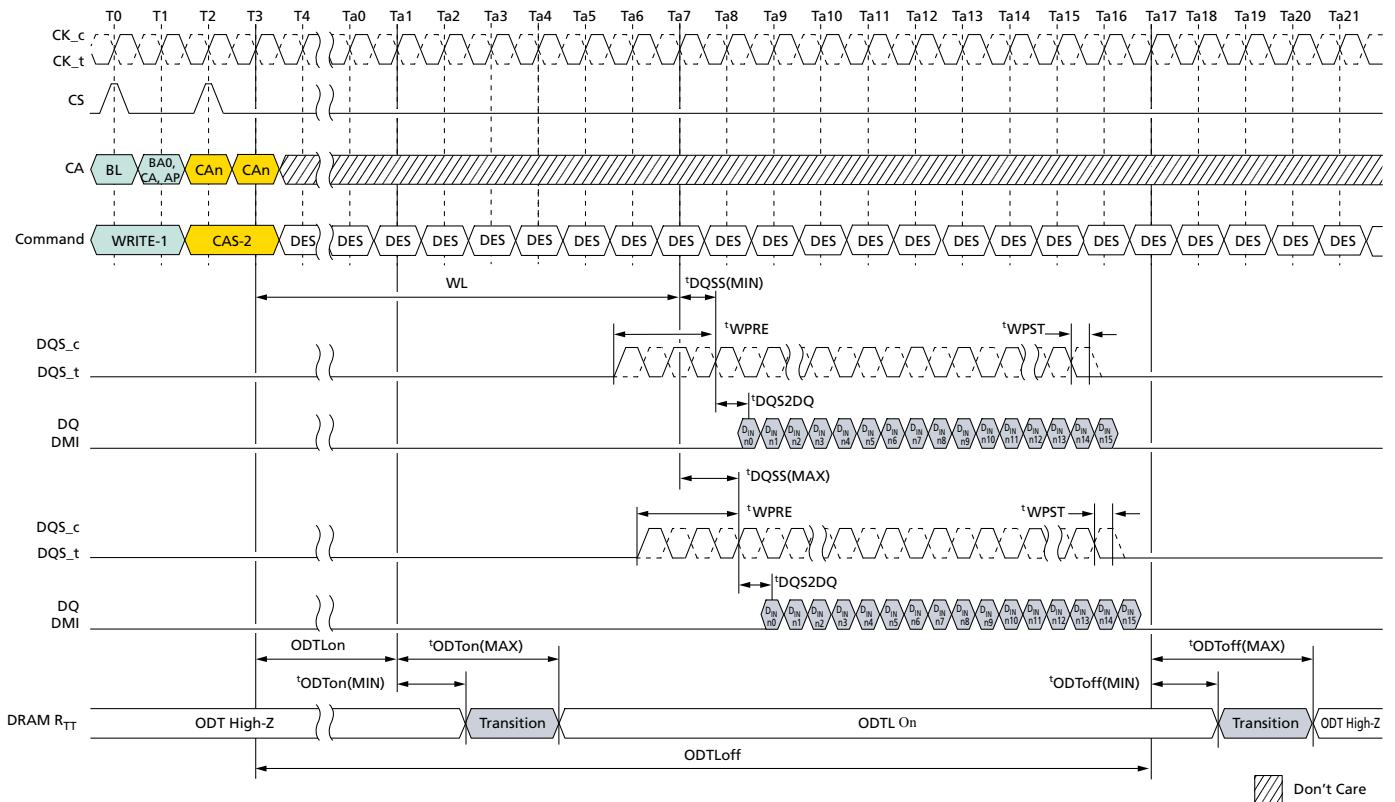 T0 T1 T2 T3 T4 Ta0 Ta1 Ta2 Ta3 Ta4 Ta5 Ta6 Ta7 Ta8 Ta9 Ta10 Ta11 Ta12 Ta13 Ta14 Ta15 Ta16 Ta17 Ta18 Ta19 Ta20 Ta21
CK_c
CK_t
CS
CA BL BA0, CA, AP CAn CAn
Command WRITE-1 CAS-2 DES DES DES DES DES DES DES DES DES DES DES DES DES DES DES DES DES DES DES DES DES DES DES
WL tDQSS(MIN)
tWPRE tWPST
DQS_c
DQS_t
tDQS2DQ
DQ
DMI
DIN n0 DIN n1 DIN n2 DIN n3 DIN n4 DIN n5 DIN n6 DIN n7 DIN n8 DIN n9 DIN n10 DIN n11 DIN n12 DIN n13 DIN n14 DIN n15
tDQSS(MAX)
tWPRE tWPST
DQS_c
DQS_t
tDQS2DQ
DQ
DMI
DIN n0 DIN n1 DIN n2 DIN n3 DIN n4 DIN n5 DIN n6 DIN n7 DIN n8 DIN n9 DIN n10 DIN n11 DIN n12 DIN n13 DIN n14 DIN n15
ODTLon tODTon(MAX) tODToff(MAX)
tODTon(MIN) tODToff(MIN)
DRAM RTT ODT High-Z Transition ODTL On Transition ODT High-Z
ODTLoff
Don't Care